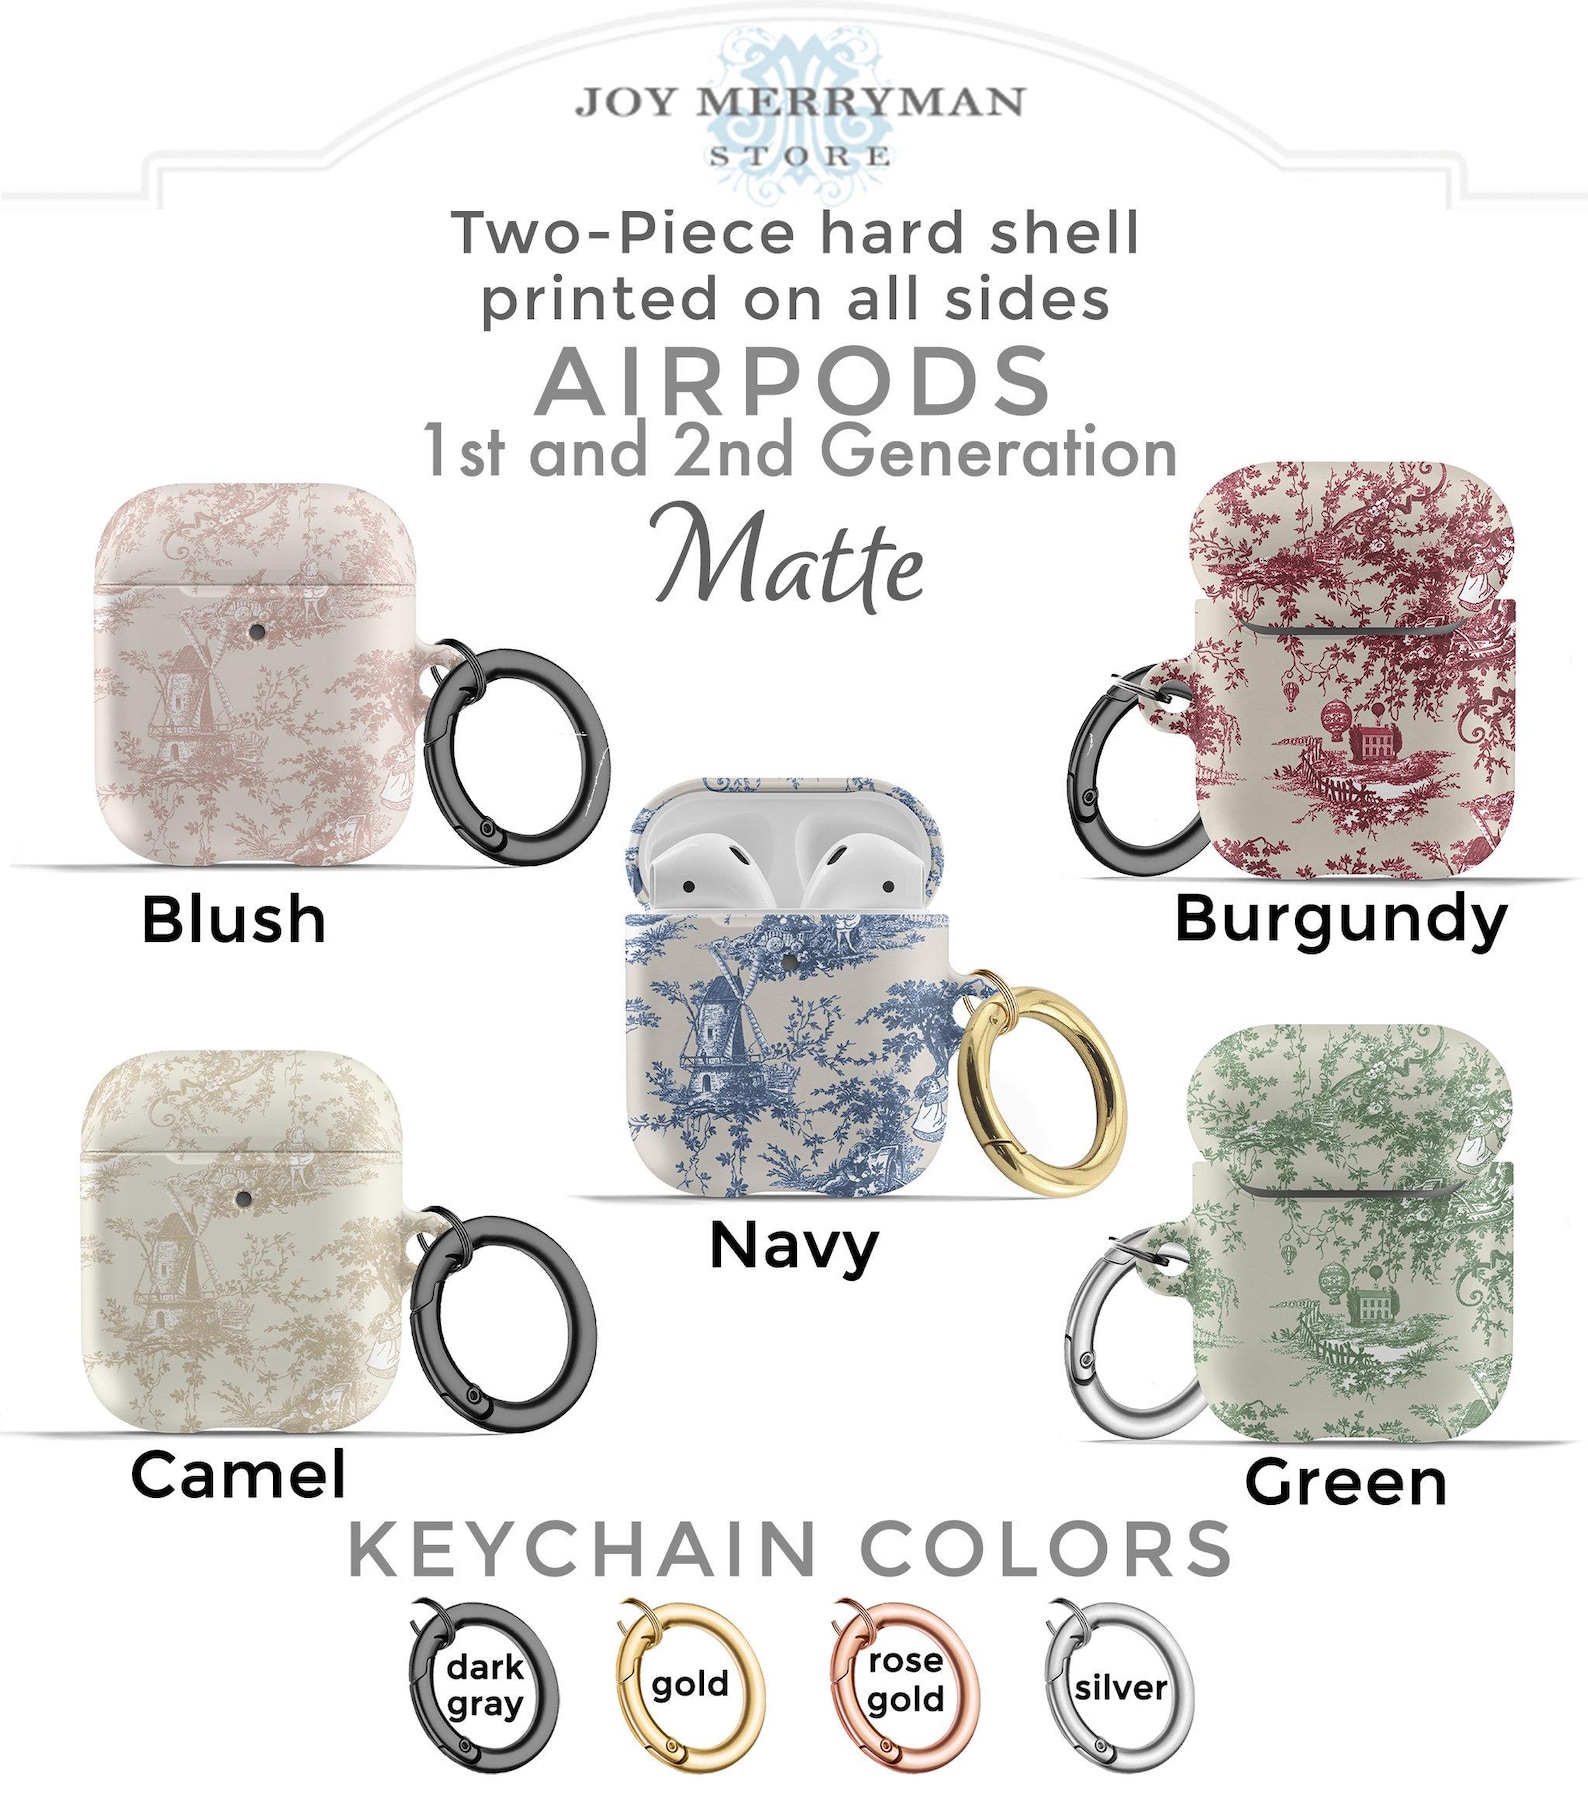 JOY MERRYMAN
STORE
Two-Piece hard shell
printed on all sides
AIRPODS
1st and 2nd Generation
Matte
Blush
Burgundy
Navy
Camel
Green
KEYCHAIN COLORS
dark
gray
gold
rose
gold
silver